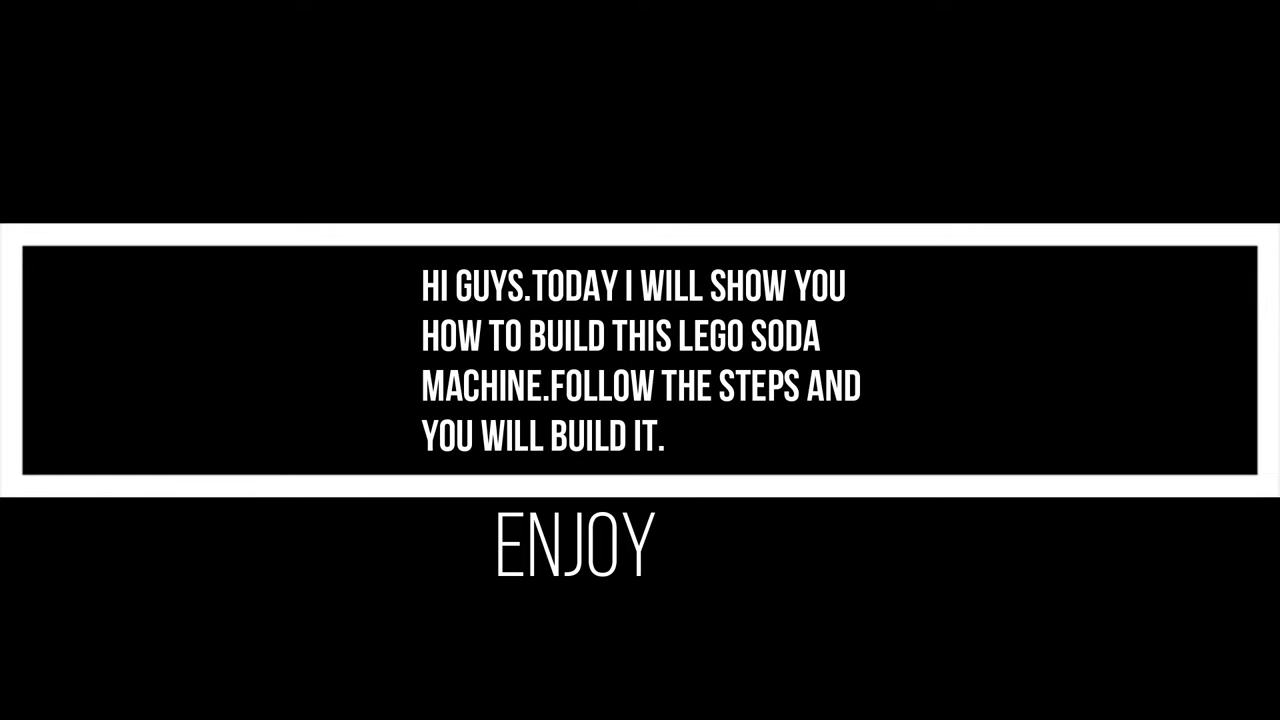 HI GUYS.TODAY I WILL SHOW YOU
HOW TO BUILD THIS LEGO SODA
MACHINE.FOLLOW THE STEPS AND
YOU WILL BUILD IT.
ENJOY